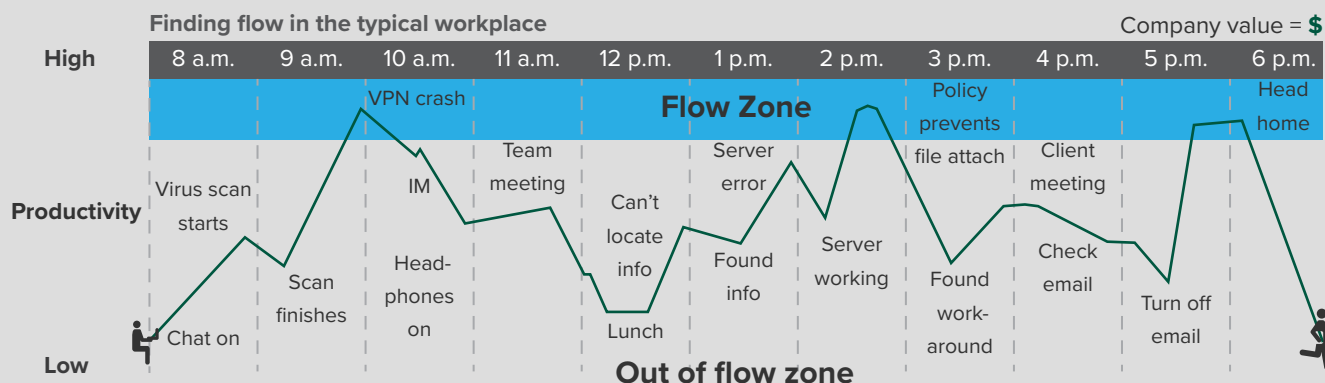 Finding flow in the typical workplace
Company value = $
High
8 a.m. 9 a.m. 10 a.m. 11 a.m. 12 p.m. 1 p.m. 2 p.m. 3 p.m. 4 p.m. 5 p.m. 6 p.m.
Flow Zone
Productivity
Low
Out of flow zone
Virus scan
starts
Chat on
Scan
finishes
VPN crash
IM
Head-
phones
on
Team
meeting
Can't
locate
info
Lunch
Server
error
Found
info
Server
working
Policy
prevents
file attach
Found
work-
around
Client
meeting
Check
email
Turn off
email
Head
home